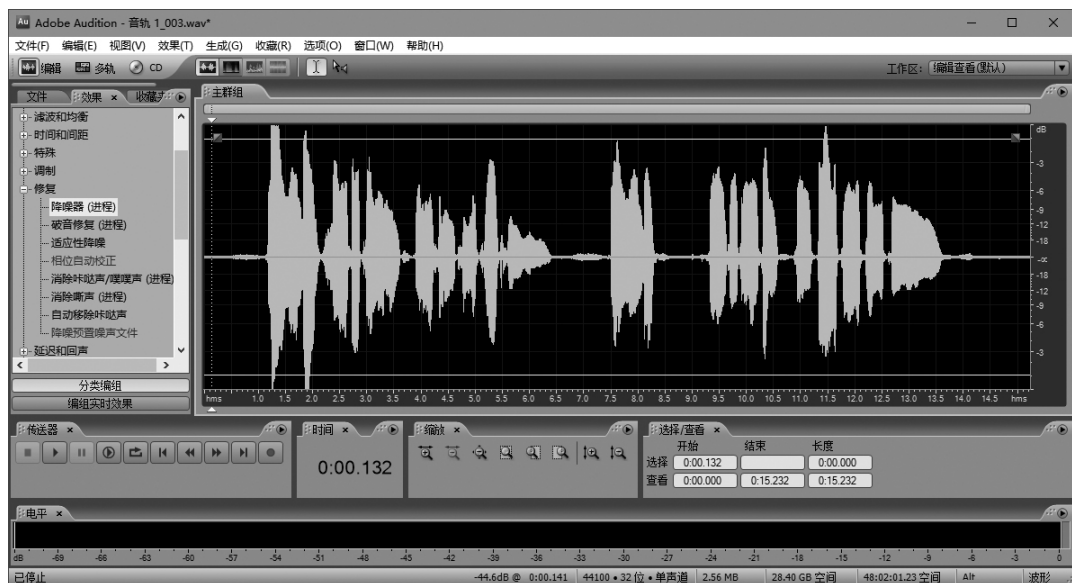 Adobe Audition - 音轨 1_003.wav*
文件(F) 编辑(E) 视图(V) 效果(T) 生成(G) 收藏(R) 选项(O) 窗口(W) 帮助(H)
编辑 多轨 CD 工作区: 编辑查看(默认)
文件 效果 × 收藏夹 主群组
滤波和均衡
时间和间距
特殊
调制
修复
降噪器 (进程)
破音修复 (进程)
适应性降噪
相位自动校正
消除咔哒声/噗噗声 (进程)
消除嘶声 (进程)
自动移除咔哒声
降噪预置噪声文件
延迟和回声
分类编组
编组实时效果
dB
-3
-6
-9
-12
-18
-∞
-18
-12
-9
-6
-3
hms 1.0 1.5 2.0 2.5 3.0 3.5 4.0 4.5 5.0 5.5 6.0 6.5 7.0 7.5 8.0 8.5 9.0 9.5 10.0 10.5 11.0 11.5 12.0 12.5 13.0 13.5 14.0 14.5 hms
传送器 × 时间 × 缩放 × 选择/查看 ×
开始 结束 长度
选择 0:00.132 0:00.000
查看 0:00.000 0:15.232 0:15.232
0:00.132
电平 ×
dB -69 -66 -63 -60 -57 -54 -51 -48 -45 -42 -39 -36 -33 -30 -27 -24 -21 -18 -15 -12 -9 -6 -3 0
已停止 -44.6dB @ 0:00.141 44100 • 32 位 • 单声道 2.56 MB 28.40 GB 空间 48:02:01.23 空间 Alt 波形